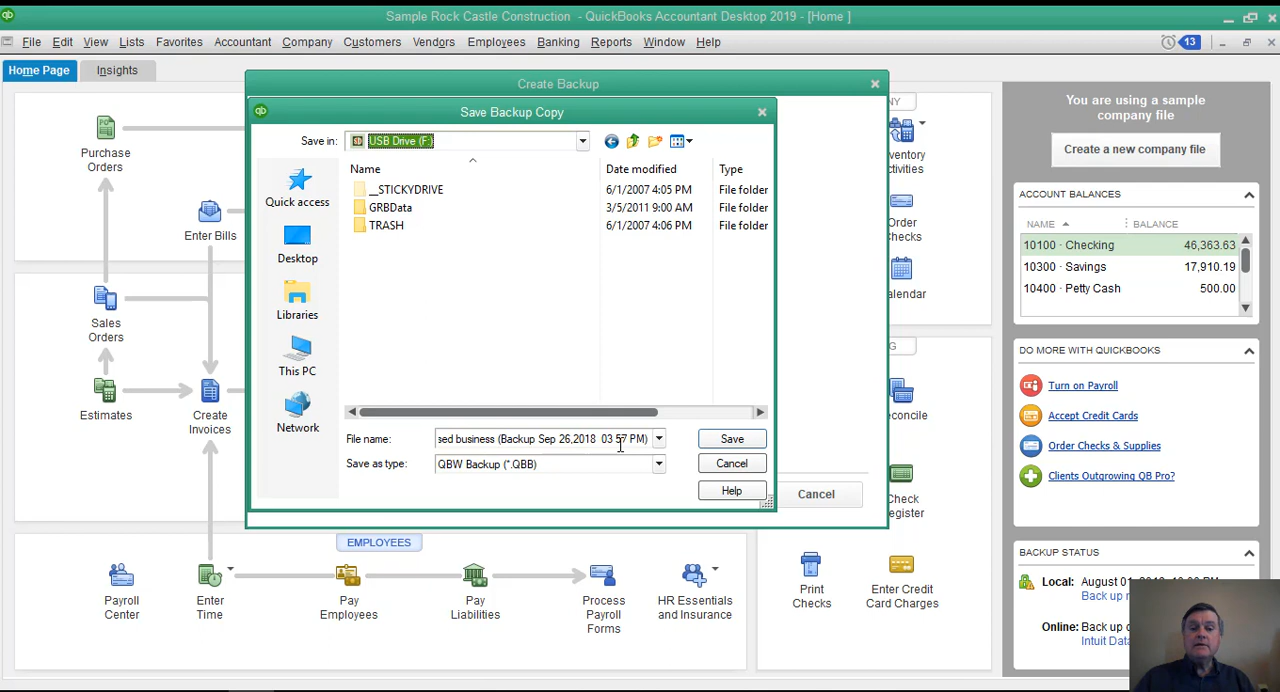 Sample Rock Castle Construction - QuickBooks Accountant Desktop 2019 - [Home ]
File Edit View Lists Favorites Accountant Company Customers Vendors Employees Banking Reports Window Help
13
Home Page Insights
Create Backup
Save Backup Copy
Save in: USB Drive (F:)
Name Date modified Type
__STICKYDRIVE 6/1/2007 4:05 PM File folder
GRBData 3/5/2011 9:00 AM File folder
TRASH 6/1/2007 4:06 PM File folder
Quick access
Desktop
Libraries
This PC
Network
File name: sed business (Backup Sep 26,2018 03 57 PM)
Save as type: QBW Backup (*.QBB)
Save
Cancel
Help
Cancel
Purchase
Orders
Enter Bills
Sales
Orders
Estimates
Create
Invoices
NY
Order
Checks
Check
EMPLOYEES
Payroll
Center
Enter
Time
Pay
Employees
Pay
Liabilities
Process
Payroll
Forms
HR Essentials
and Insurance
Print
Checks
Enter Credit
Card Charges
You are using a sample
company file
Create a new company file
ACCOUNT BALANCES
NAME BALANCE
10100 · Checking 46,363.63
10300 · Savings 17,910.19
10400 · Petty Cash 500.00
DO MORE WITH QUICKBOOKS
Turn on Payroll
Accept Credit Cards
Order Checks & Supplies
Clients Outgrowing QB Pro?
BACKUP STATUS
Local: August 01,
Back up
Online: Back up
Intuit